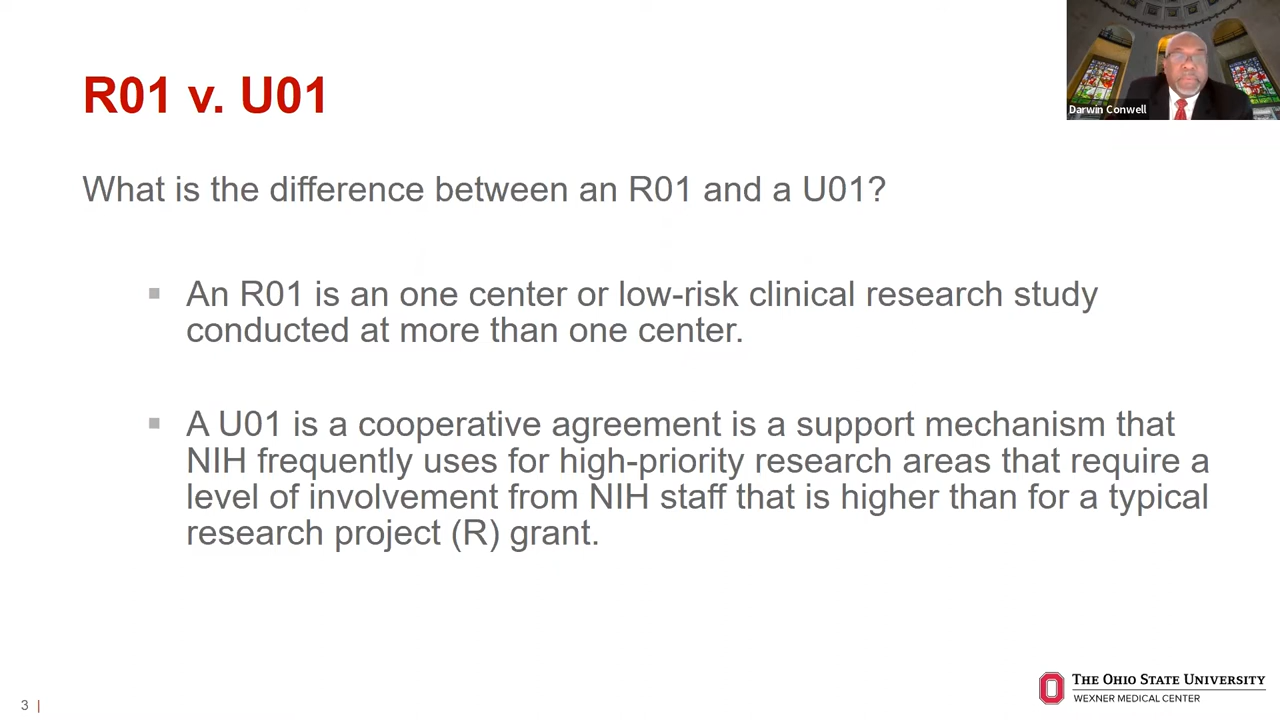 R01 v. U01
Darwin Conwell
What is the difference between an R01 and a U01?
An R01 is an one center or low-risk clinical research study
conducted at more than one center.
A U01 is a cooperative agreement is a support mechanism that
NIH frequently uses for high-priority research areas that require a
level of involvement from NIH staff that is higher than for a typical
research project (R) grant.
3 |
THE OHIO STATE UNIVERSITY
WEXNER MEDICAL CENTER